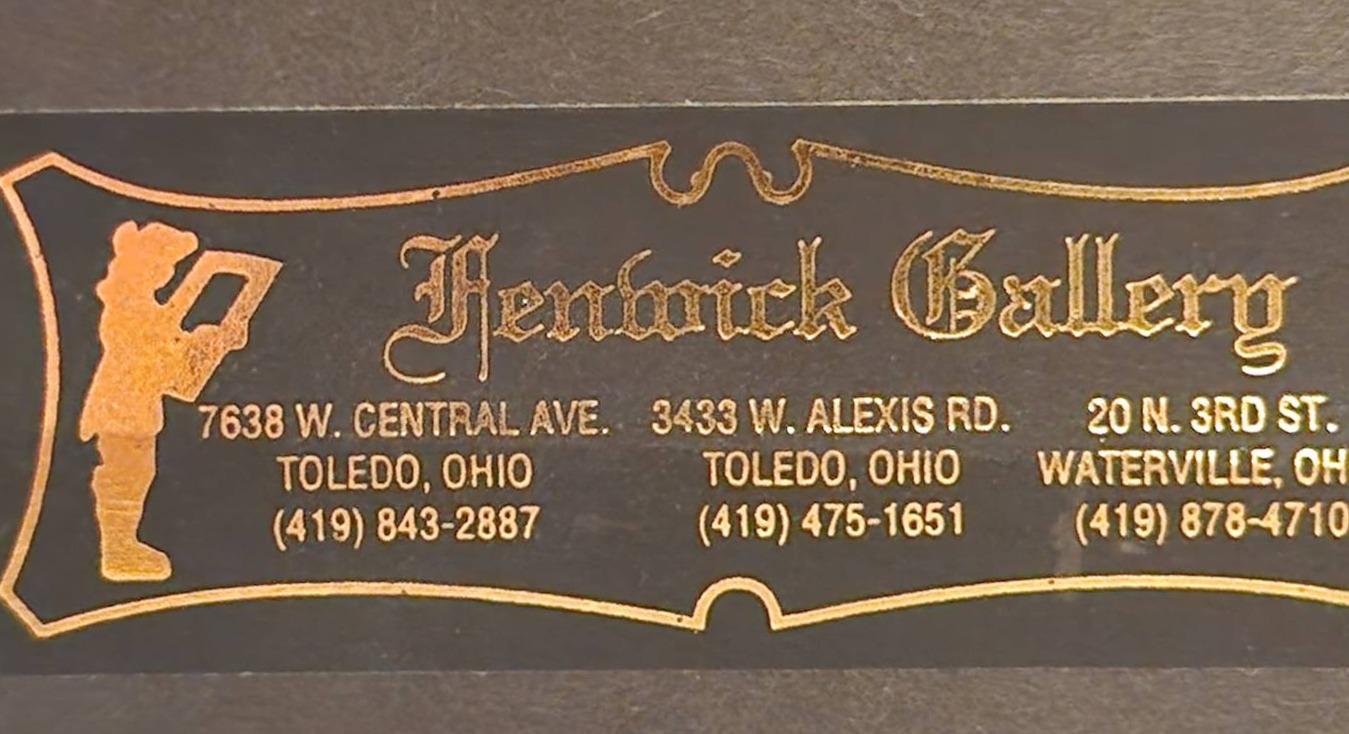 Fenwick Gallery
7638 W. CENTRAL AVE. 3433 W. ALEXIS RD. 20 N. 3RD ST.
TOLEDO, OHIO TOLEDO, OHIO WATERVILLE, OH
(419) 843-2887 (419) 475-1651 (419) 878-4710